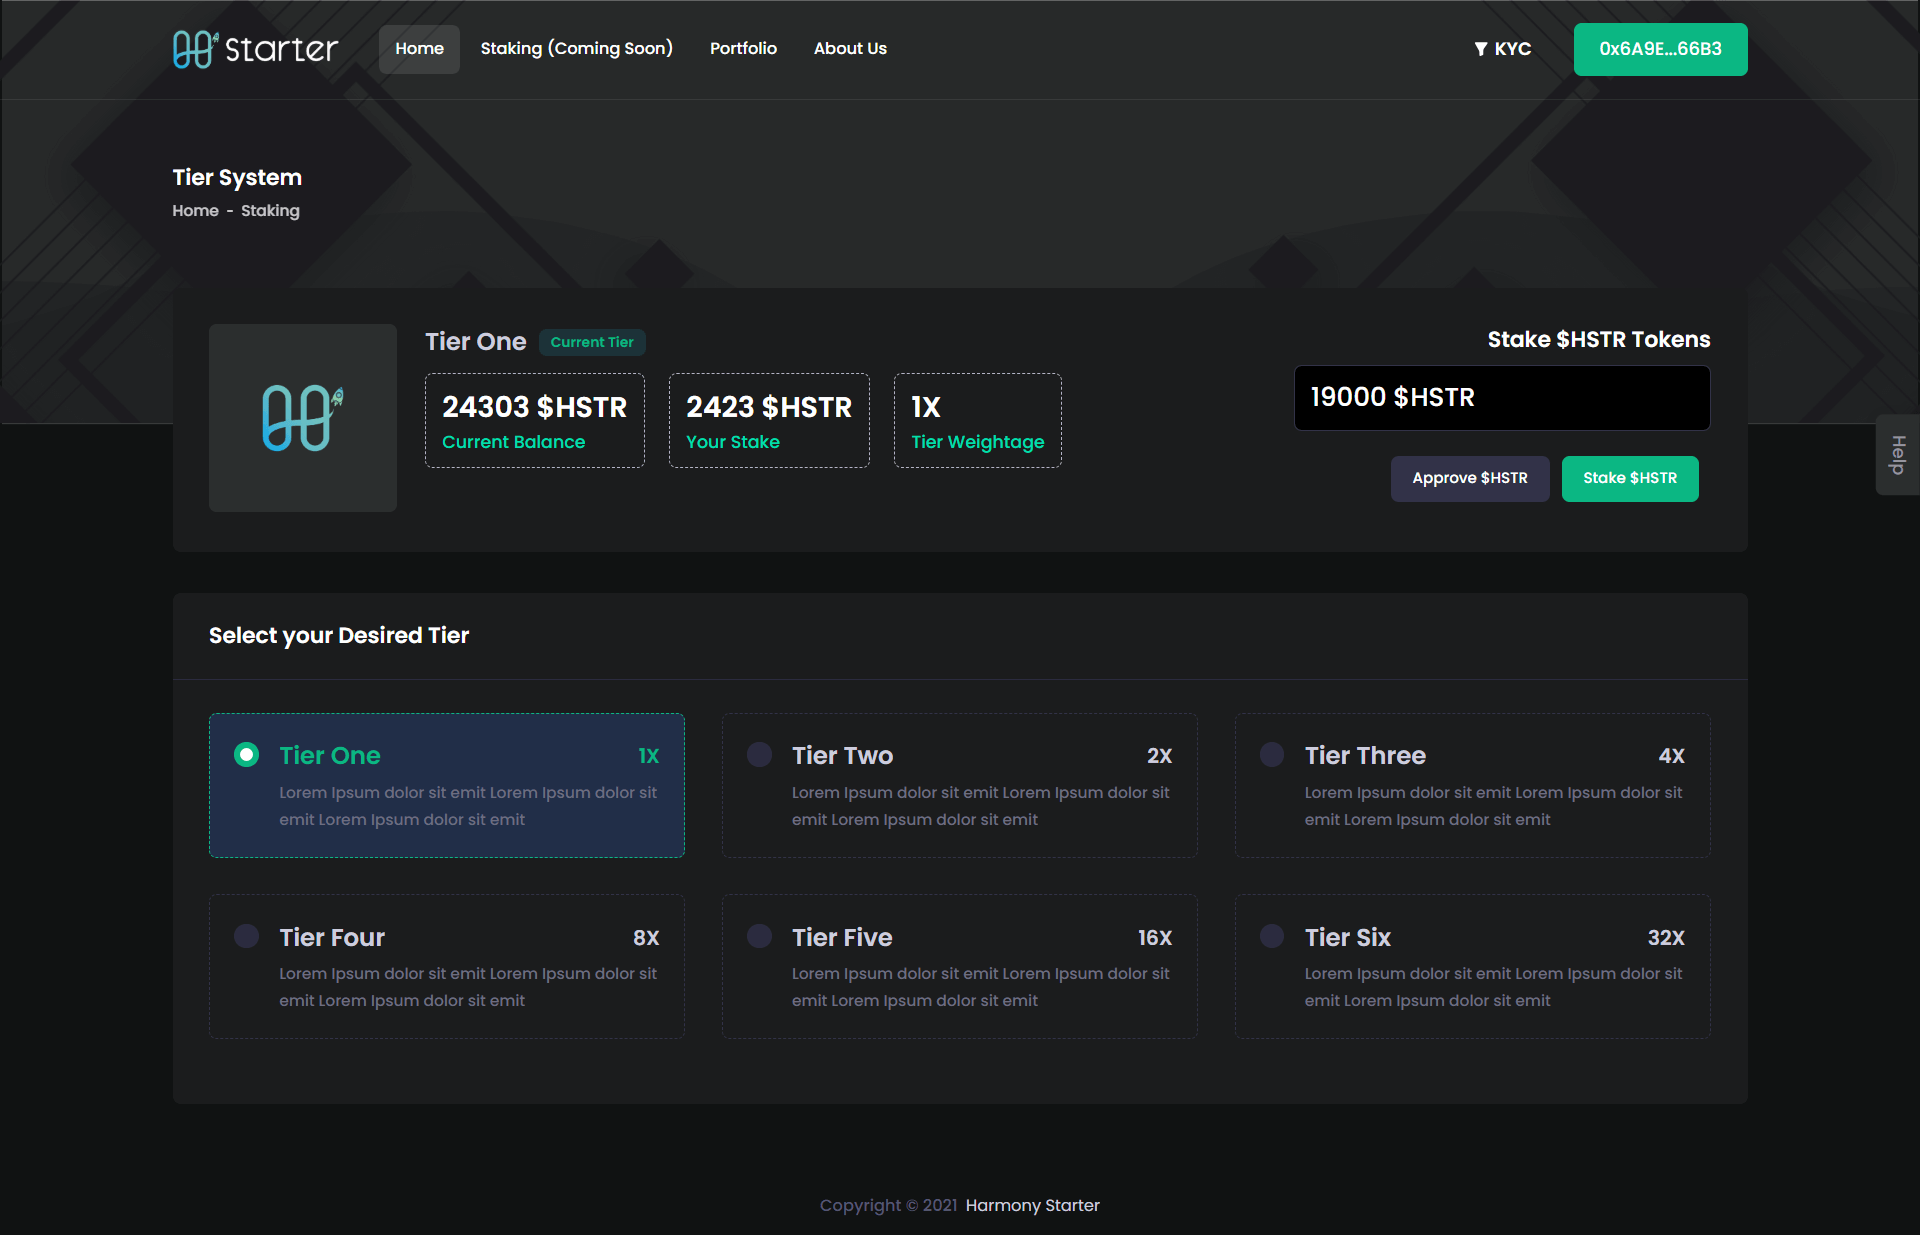 Starter
Home
Staking (Coming Soon)
Portfolio
About Us
KYC
0x6A9E...66B3
Tier System
Home - Staking
Tier One
Current Tier
24303 $HSTR
Current Balance
2423 $HSTR
Your Stake
1X
Tier Weightage
Stake $HSTR Tokens
19000 $HSTR
Approve $HSTR
Stake $HSTR
Help
Select your Desired Tier
Tier One 1X
Lorem Ipsum dolor sit emit Lorem Ipsum dolor sit
emit Lorem Ipsum dolor sit emit
Tier Two 2X
Lorem Ipsum dolor sit emit Lorem Ipsum dolor sit
emit Lorem Ipsum dolor sit emit
Tier Three 4X
Lorem Ipsum dolor sit emit Lorem Ipsum dolor sit
emit Lorem Ipsum dolor sit emit
Tier Four 8X
Lorem Ipsum dolor sit emit Lorem Ipsum dolor sit
emit Lorem Ipsum dolor sit emit
Tier Five 16X
Lorem Ipsum dolor sit emit Lorem Ipsum dolor sit
emit Lorem Ipsum dolor sit emit
Tier Six 32X
Lorem Ipsum dolor sit emit Lorem Ipsum dolor sit
emit Lorem Ipsum dolor sit emit
Copyright © 2021 Harmony Starter